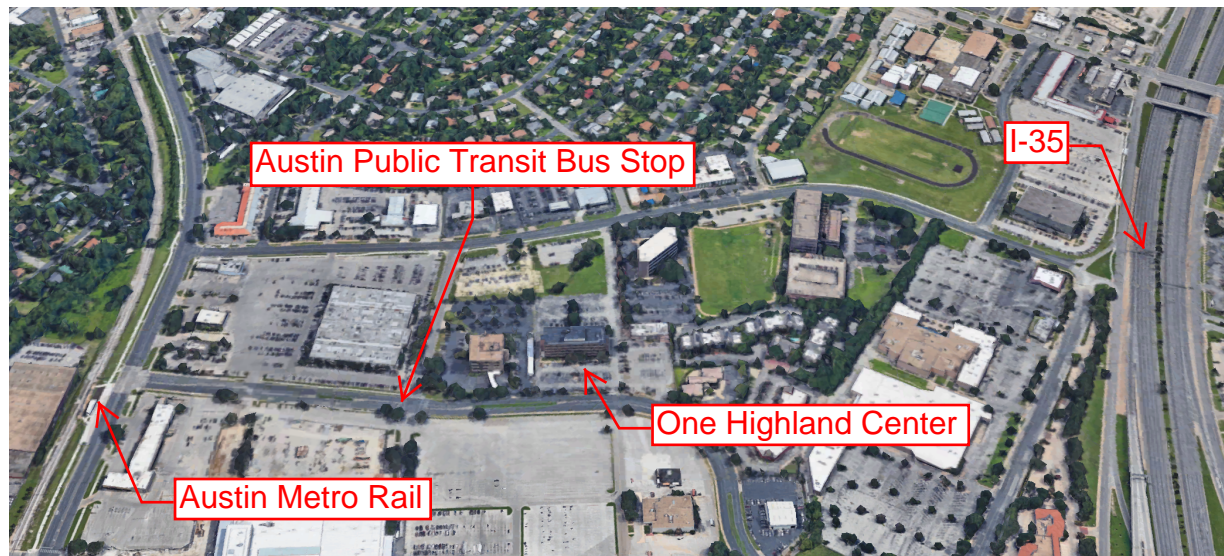 Austin Public Transit Bus Stop
I-35
One Highland Center
Austin Metro Rail